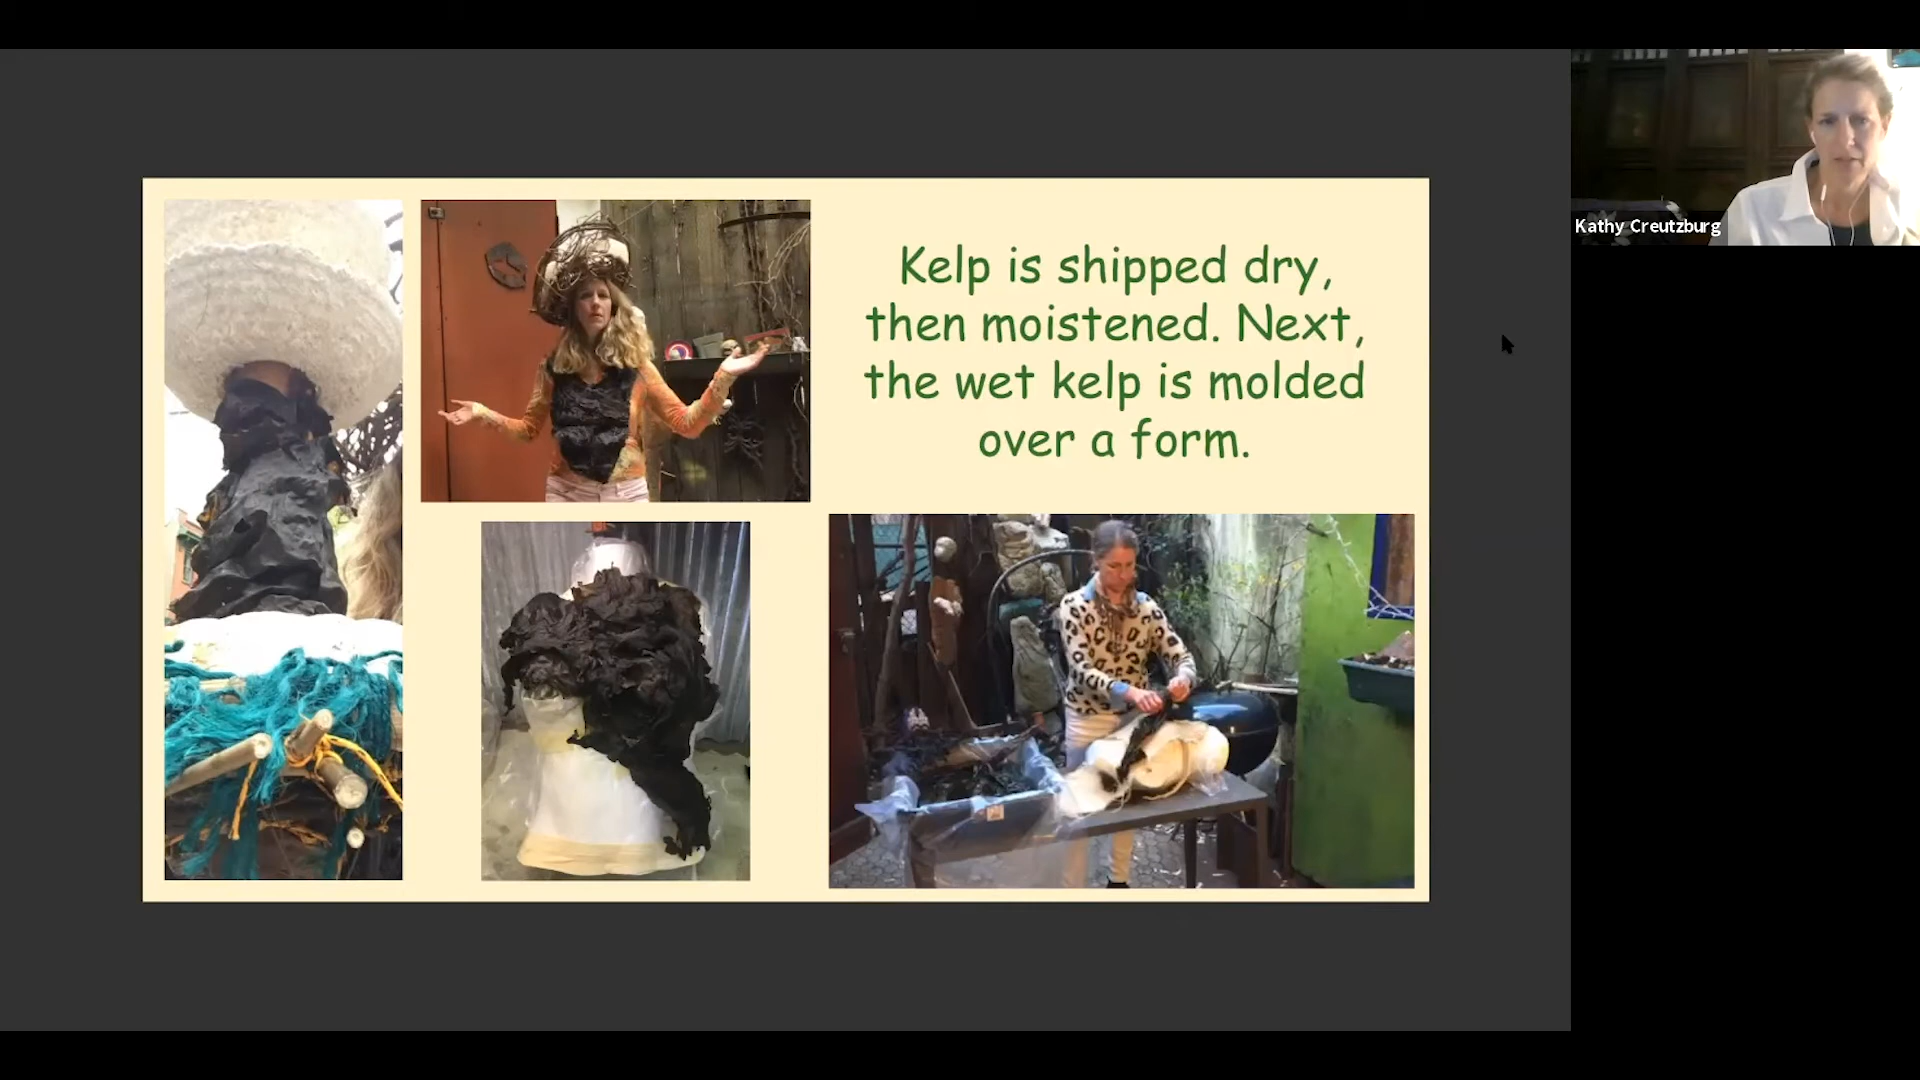 Kelp is shipped dry,
then moistened. Next,
the wet kelp is molded
over a form.
Kathy Creutzburg